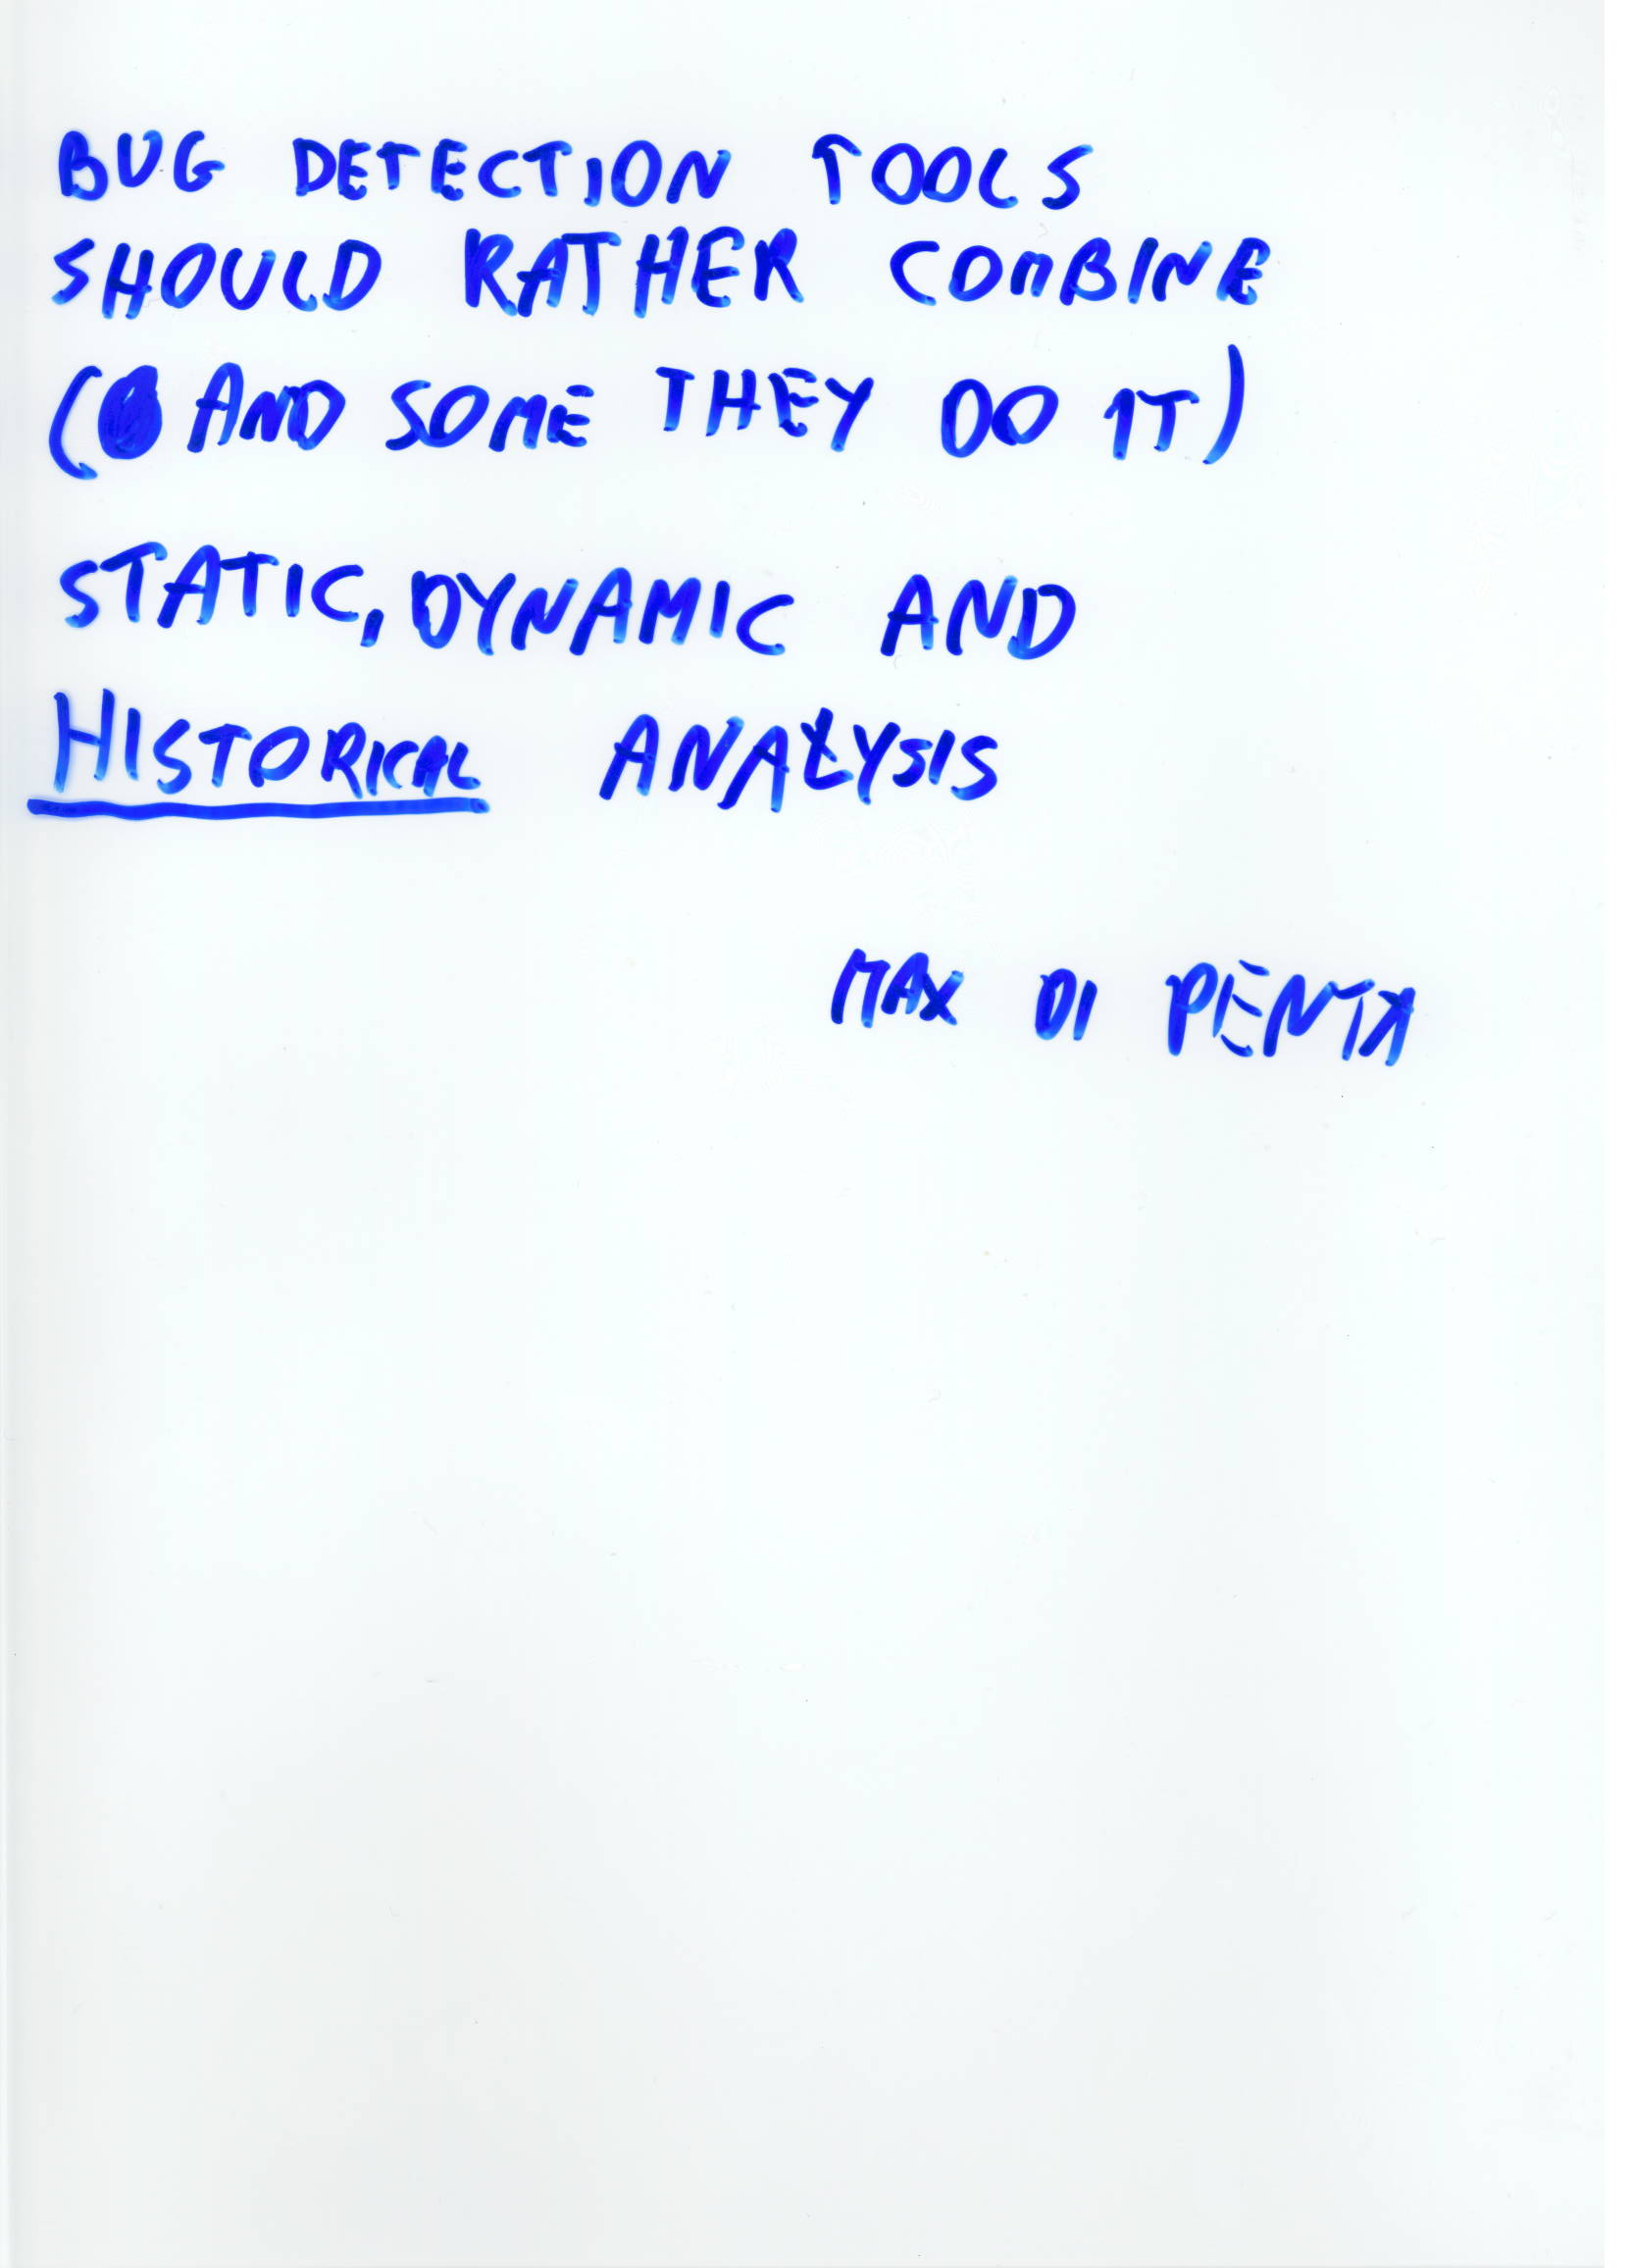 BUG DETECTION TOOLS
SHOULD RATHER COMBINE
(AND SOME THEY DO IT)
STATIC, DYNAMIC AND
HISTORICAL ANALYSIS
MAX DI PENTA